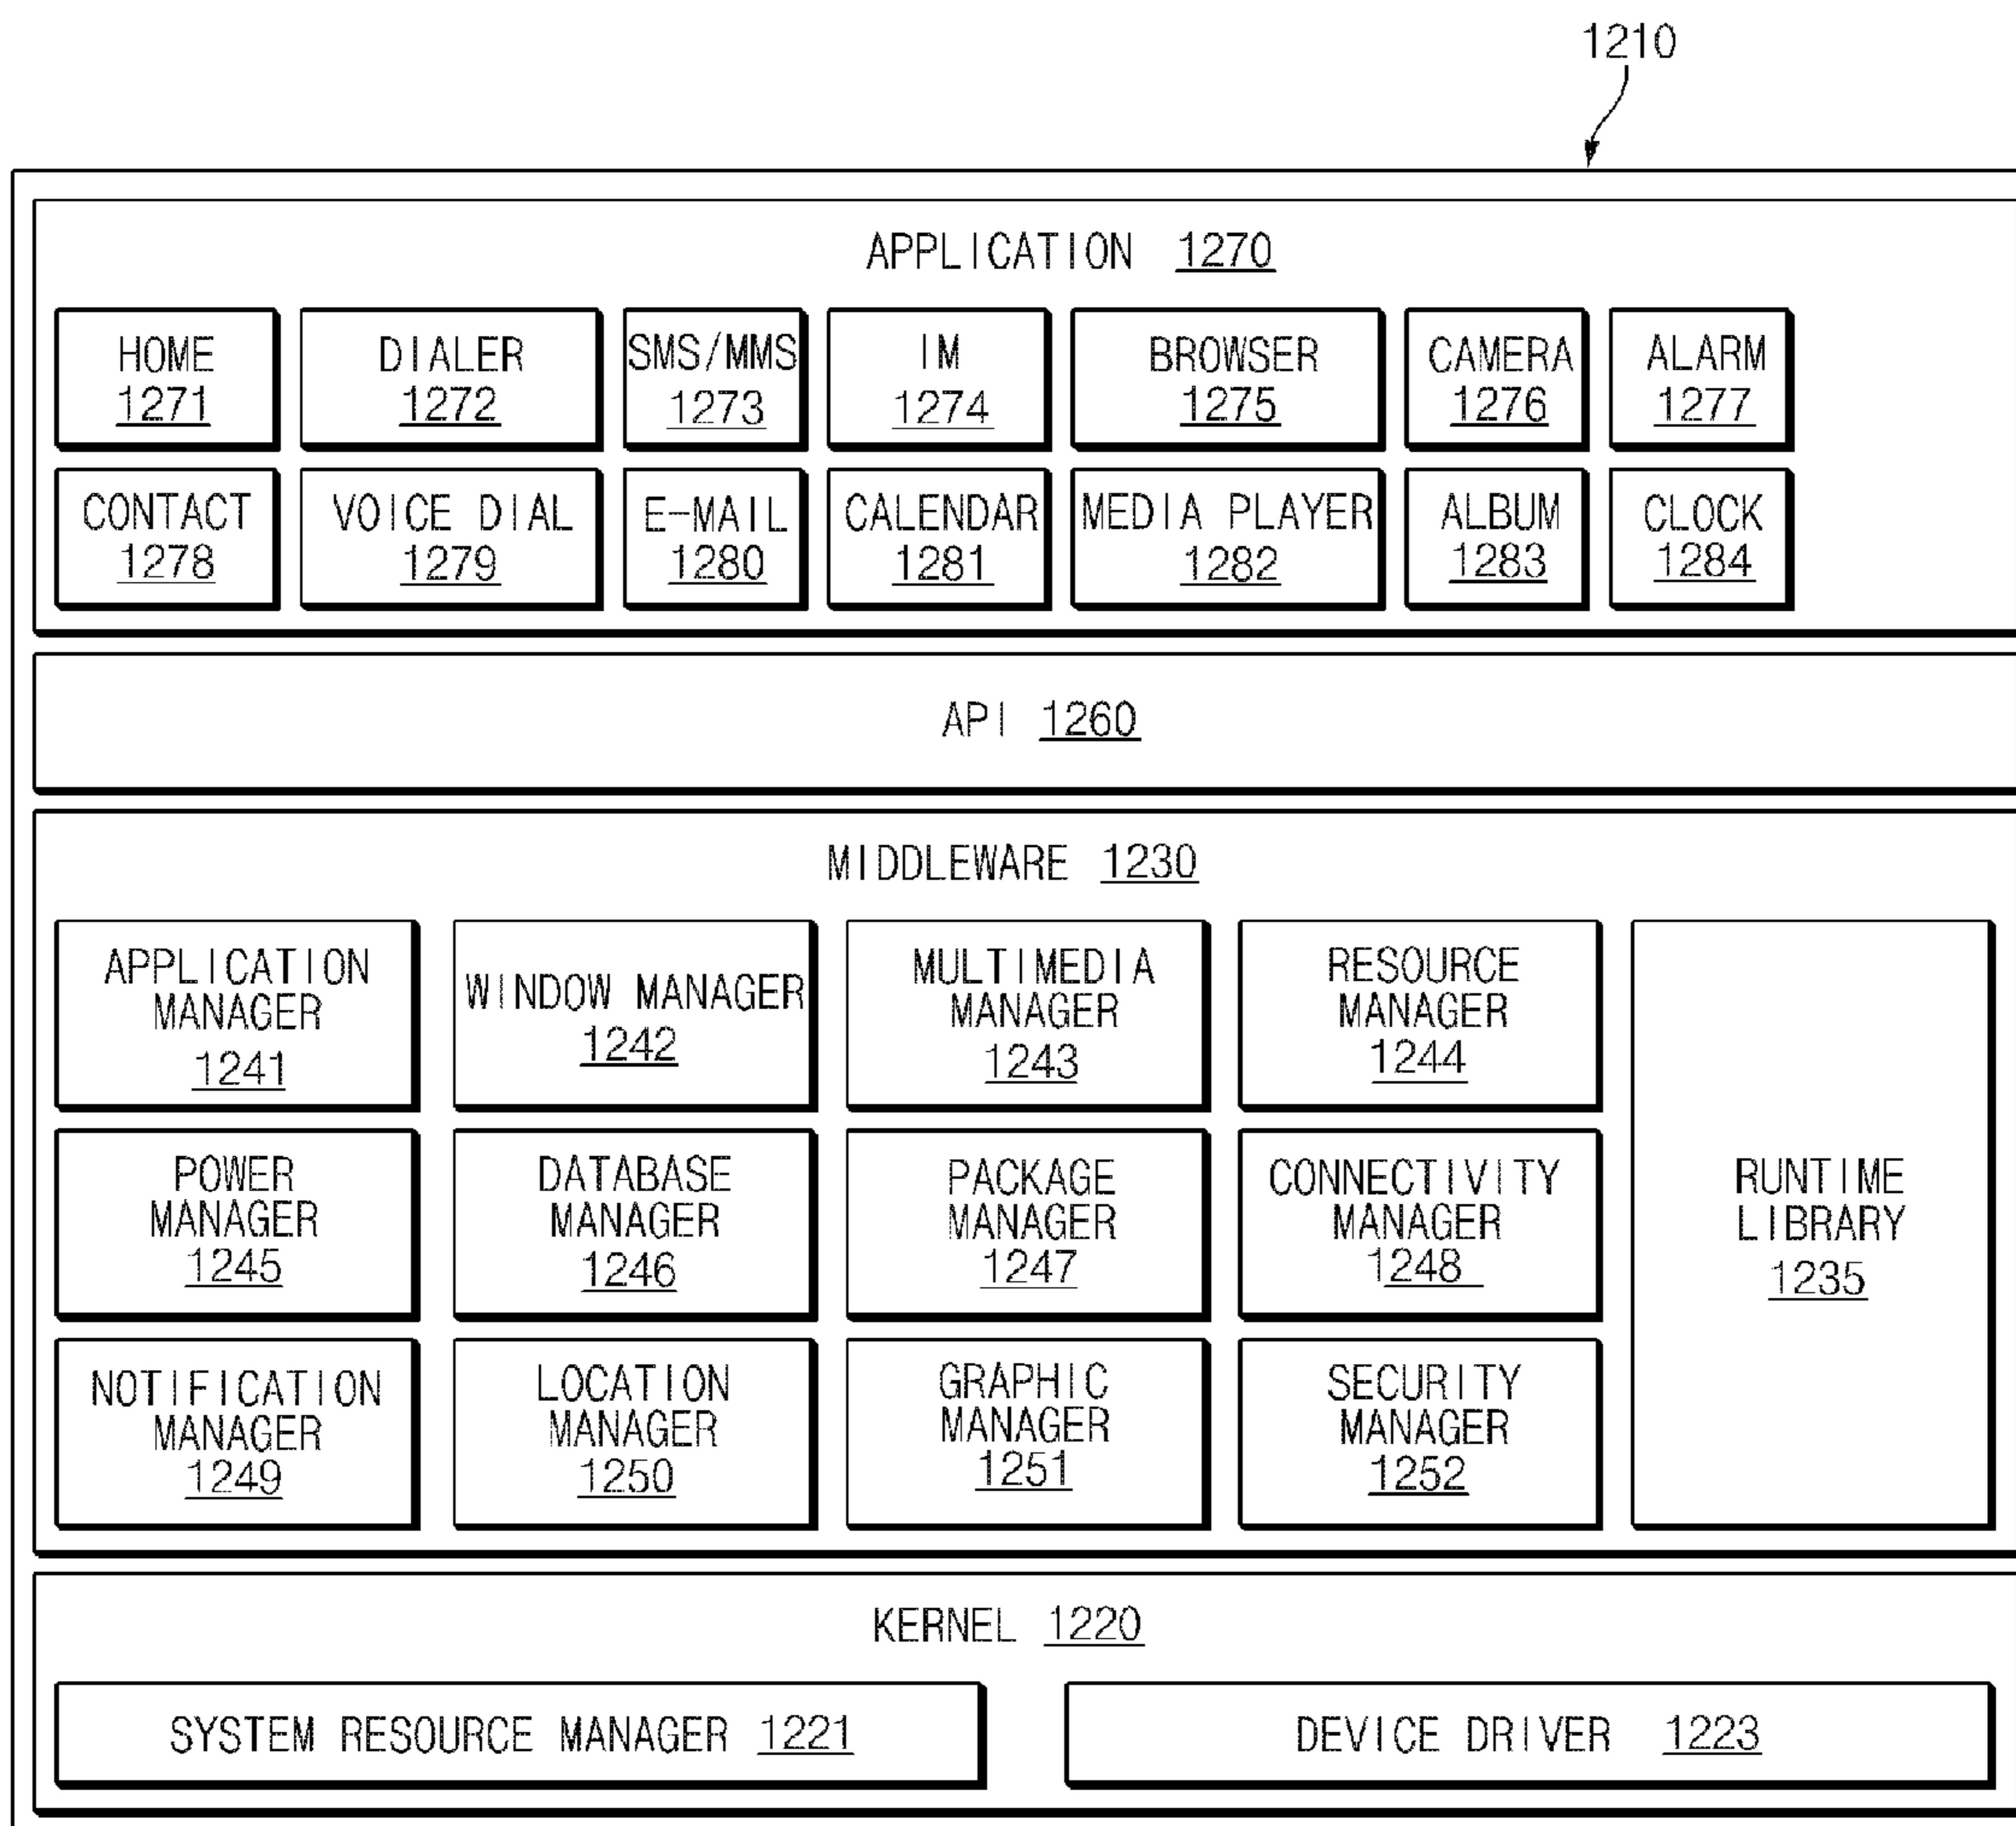 1210
APPLICATION 1270
HOME
1271
DIALER
1272
SMS/MMS
1273
IM
1274
BROWSER
1275
CAMERA
1276
ALARM
1277
CONTACT
1278
VOICE DIAL
1279
E-MAIL
1280
CALENDAR
1281
MEDIA PLAYER
1282
ALBUM
1283
CLOCK
1284
API 1260
MIDDLEWARE 1230
APPLICATION
MANAGER
1241
WINDOW MANAGER
1242
MULTIMEDIA
MANAGER
1243
RESOURCE
MANAGER
1244
POWER
MANAGER
1245
DATABASE
MANAGER
1246
PACKAGE
MANAGER
1247
CONNECTIVITY
MANAGER
1248
NOTIFICATION
MANAGER
1249
LOCATION
MANAGER
1250
GRAPHIC
MANAGER
1251
SECURITY
MANAGER
1252
RUNTIME
LIBRARY
1235
KERNEL 1220
SYSTEM RESOURCE MANAGER 1221
DEVICE DRIVER 1223